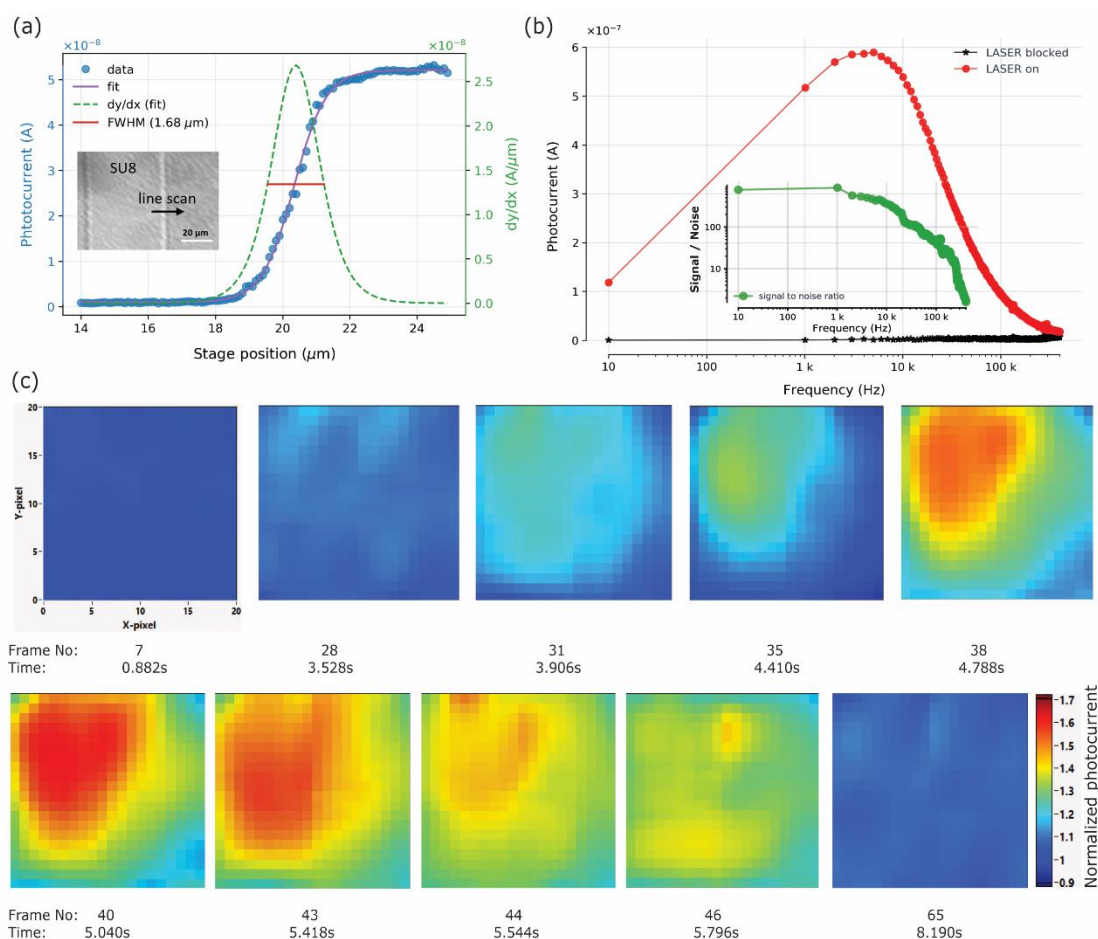 (a)
×10⁻⁸
×10⁻⁸
data
fit
dy/dx (fit)
FWHM (1.68 μm)
SU8
line scan
20 μm
Photocurrent (A)
5
4
3
2
1
0
dy/dx (A/μm)
2.5
2.0
1.5
1.0
0.5
0.0
14 16 18 20 22 24
Stage position (μm)
(b)
×10⁻⁷
LASER blocked
LASER on
Photocurrent (A)
6
5
4
3
2
1
0
Signal / Noise
100
10
signal to noise ratio
10 100 1 k 10 k 100 k
Frequency (Hz)
10 100 1 k 10 k 100 k
Frequency (Hz)
(c)
Y-pixel
20
15
10
5
0
0 5 10 15 20
X-pixel
Frame No: 7 28 31 35 38
Time: 0.882s 3.528s 3.906s 4.410s 4.788s
1.7
1.6
1.5
1.4
1.3
1.2
1.1
1
0.9
Normalized photocurrent
Frame No: 40 43 44 46 65
Time: 5.040s 5.418s 5.544s 5.796s 8.190s